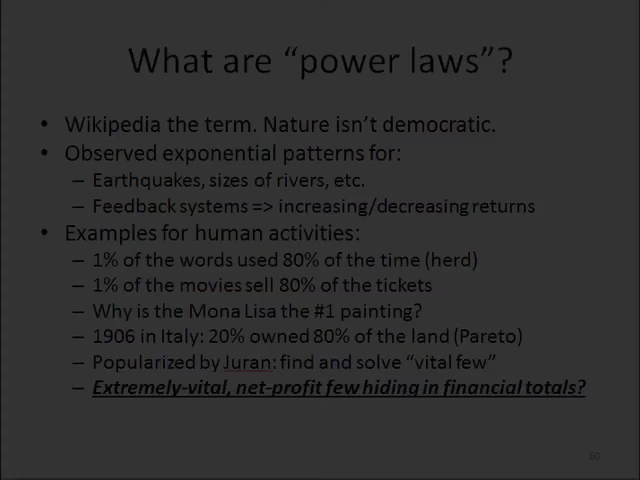 What are “power laws”?
• Wikipedia the term. Nature isn’t democratic.
• Observed exponential patterns for:
– Earthquakes, sizes of rivers, etc.
– Feedback systems => increasing/decreasing returns
• Examples for human activities:
– 1% of the words used 80% of the time (herd)
– 1% of the movies sell 80% of the tickets
– Why is the Mona Lisa the #1 painting?
– 1906 in Italy: 20% owned 80% of the land (Pareto)
– Popularized by Juran: find and solve “vital few”
– Extremely-vital, net-profit few hiding in financial totals?
60